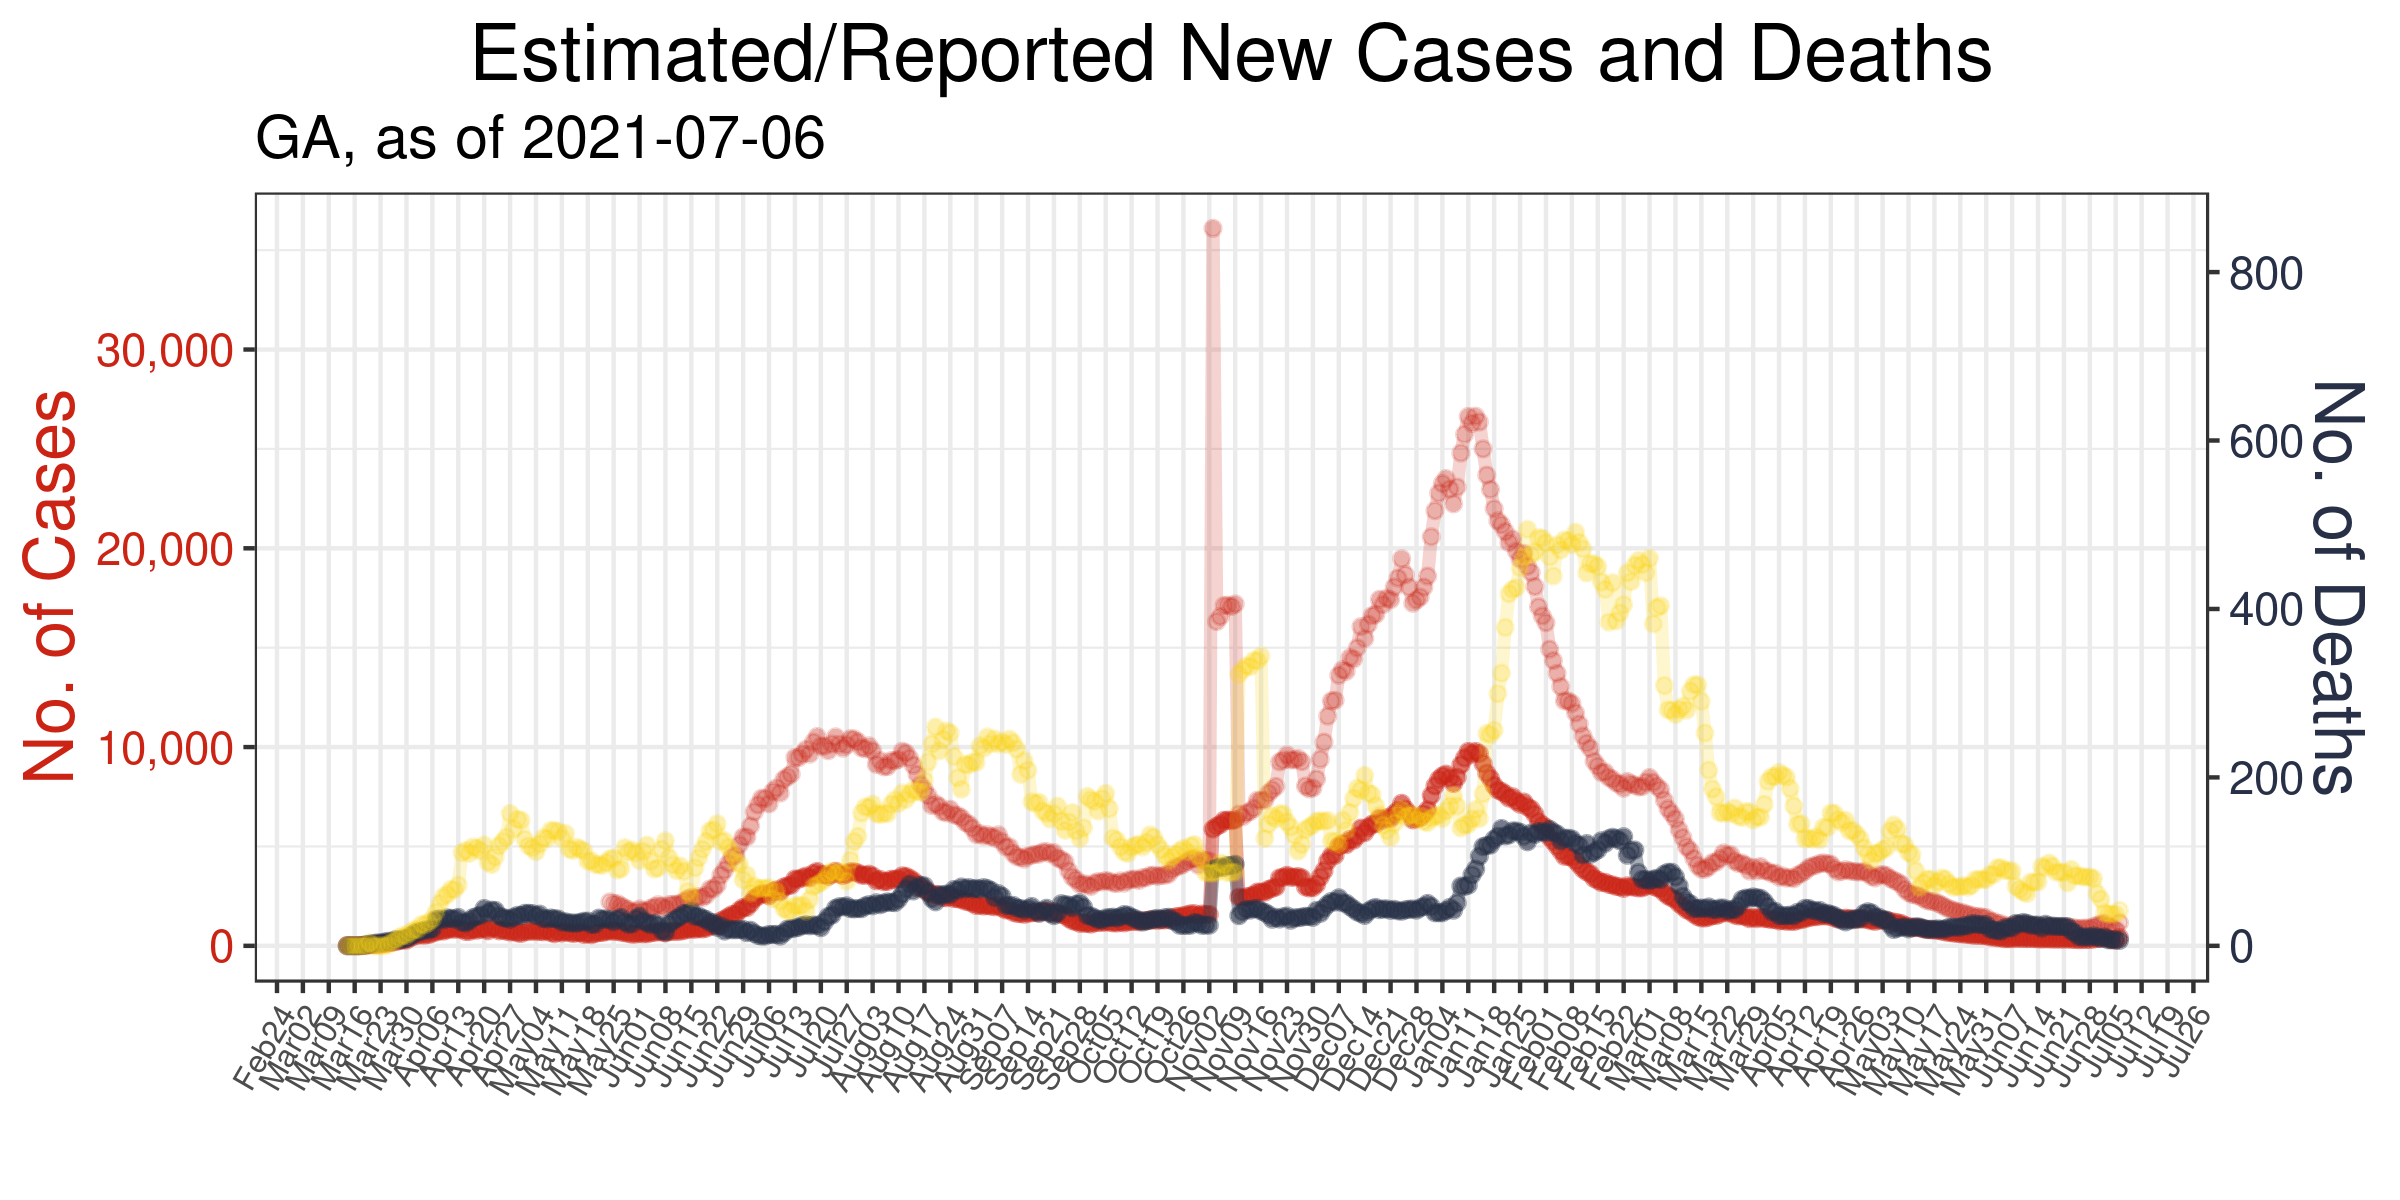 Estimated/Reported New Cases and Deaths
GA, as of 2021-07-06
No. of Cases
30,000
20,000
10,000
0
800
600
400
200
0
No. of Deaths
Feb24
Mar02
Mar09
Mar16
Mar23
Mar30
Apr06
Apr13
Apr20
Apr27
May04
May11
May18
May25
Jun01
Jun08
Jun15
Jun22
Jun29
Jul06
Jul13
Jul20
Jul27
Aug03
Aug10
Aug17
Aug24
Aug31
Sep07
Sep14
Sep21
Sep28
Oct05
Oct12
Oct19
Oct26
Nov02
Nov09
Nov16
Nov23
Nov30
Dec07
Dec14
Dec21
Dec28
Jan04
Jan11
Jan18
Jan25
Feb01
Feb08
Feb15
Feb22
Mar01
Mar08
Mar15
Mar22
Mar29
Apr05
Apr12
Apr19
Apr26
May03
May10
May17
May24
May31
Jun07
Jun14
Jun21
Jun28
Jul05
Jul12
Jul19
Jul26